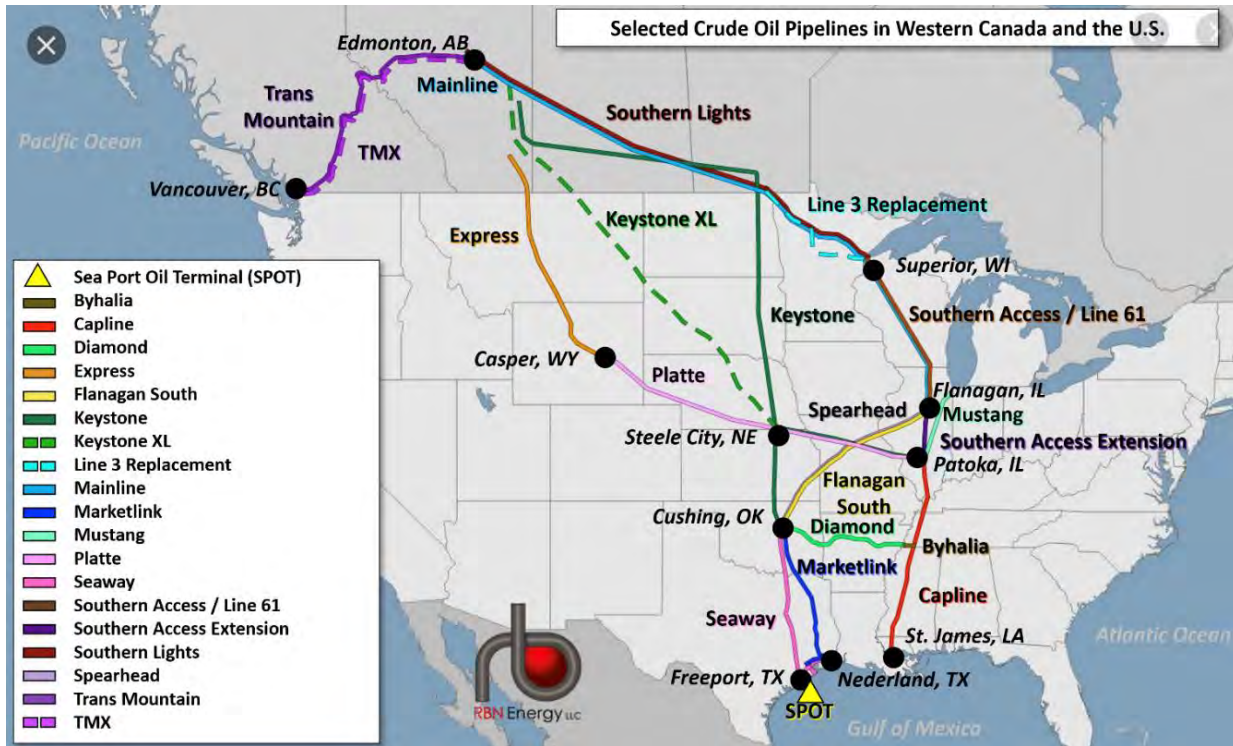 Selected Crude Oil Pipelines in Western Canada and the U.S.
Edmonton, AB
Mainline
Trans
Mountain
Southern Lights
Pacific Ocean
TMX
Vancouver, BC
Line 3 Replacement
Keystone XL
Express
Superior, WI
Sea Port Oil Terminal (SPOT)
Byhalia
Capline
Diamond
Express
Flanagan South
Keystone
Keystone XL
Line 3 Replacement
Mainline
Marketlink
Mustang
Platte
Seaway
Southern Access / Line 61
Southern Access Extension
Southern Lights
Spearhead
Trans Mountain
TMX
Keystone
Southern Access / Line 61
Casper, WY
Platte
Flanagan, IL
Spearhead
Mustang
Steele City, NE
Southern Access Extension
Patoka, IL
Flanagan
South
Cushing, OK
Diamond
Byhalia
Marketlink
Capline
Seaway
St. James, LA
Atlantic Ocean
Freeport, TX
Nederland, TX
SPOT
RBN Energy LLC
Gulf of Mexico